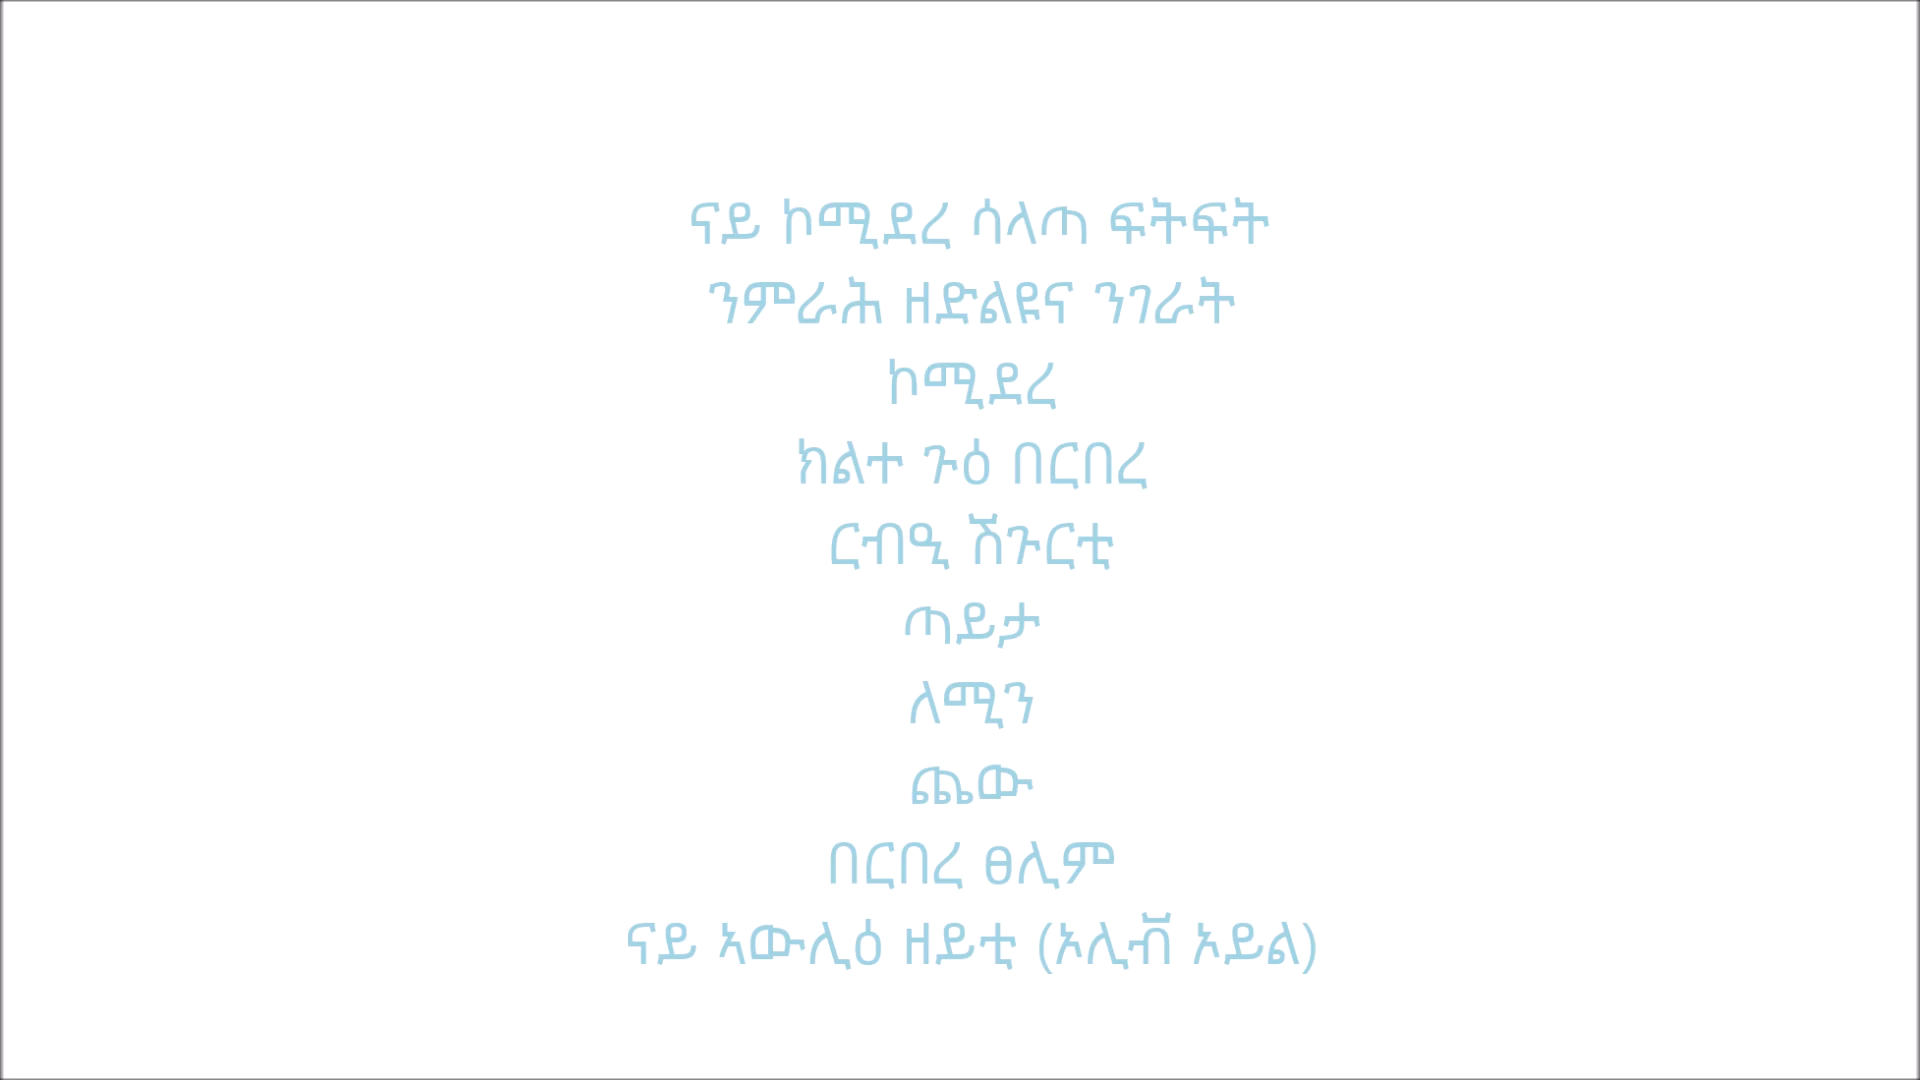 ናይ ኮሚደረ ሳላጣ ፍትፍት
ንምራሕ ዘድልዩና ንገራት
ኮሚደረ
ክልተ ጉዕ በርበረ
ርብዒ ሽጉርቲ
ጣይታ
ለሚን
ጨው
በርበረ ፀሊም
ናይ ኣውሊዕ ዘይቲ (ኦሊቭ ኦይል)